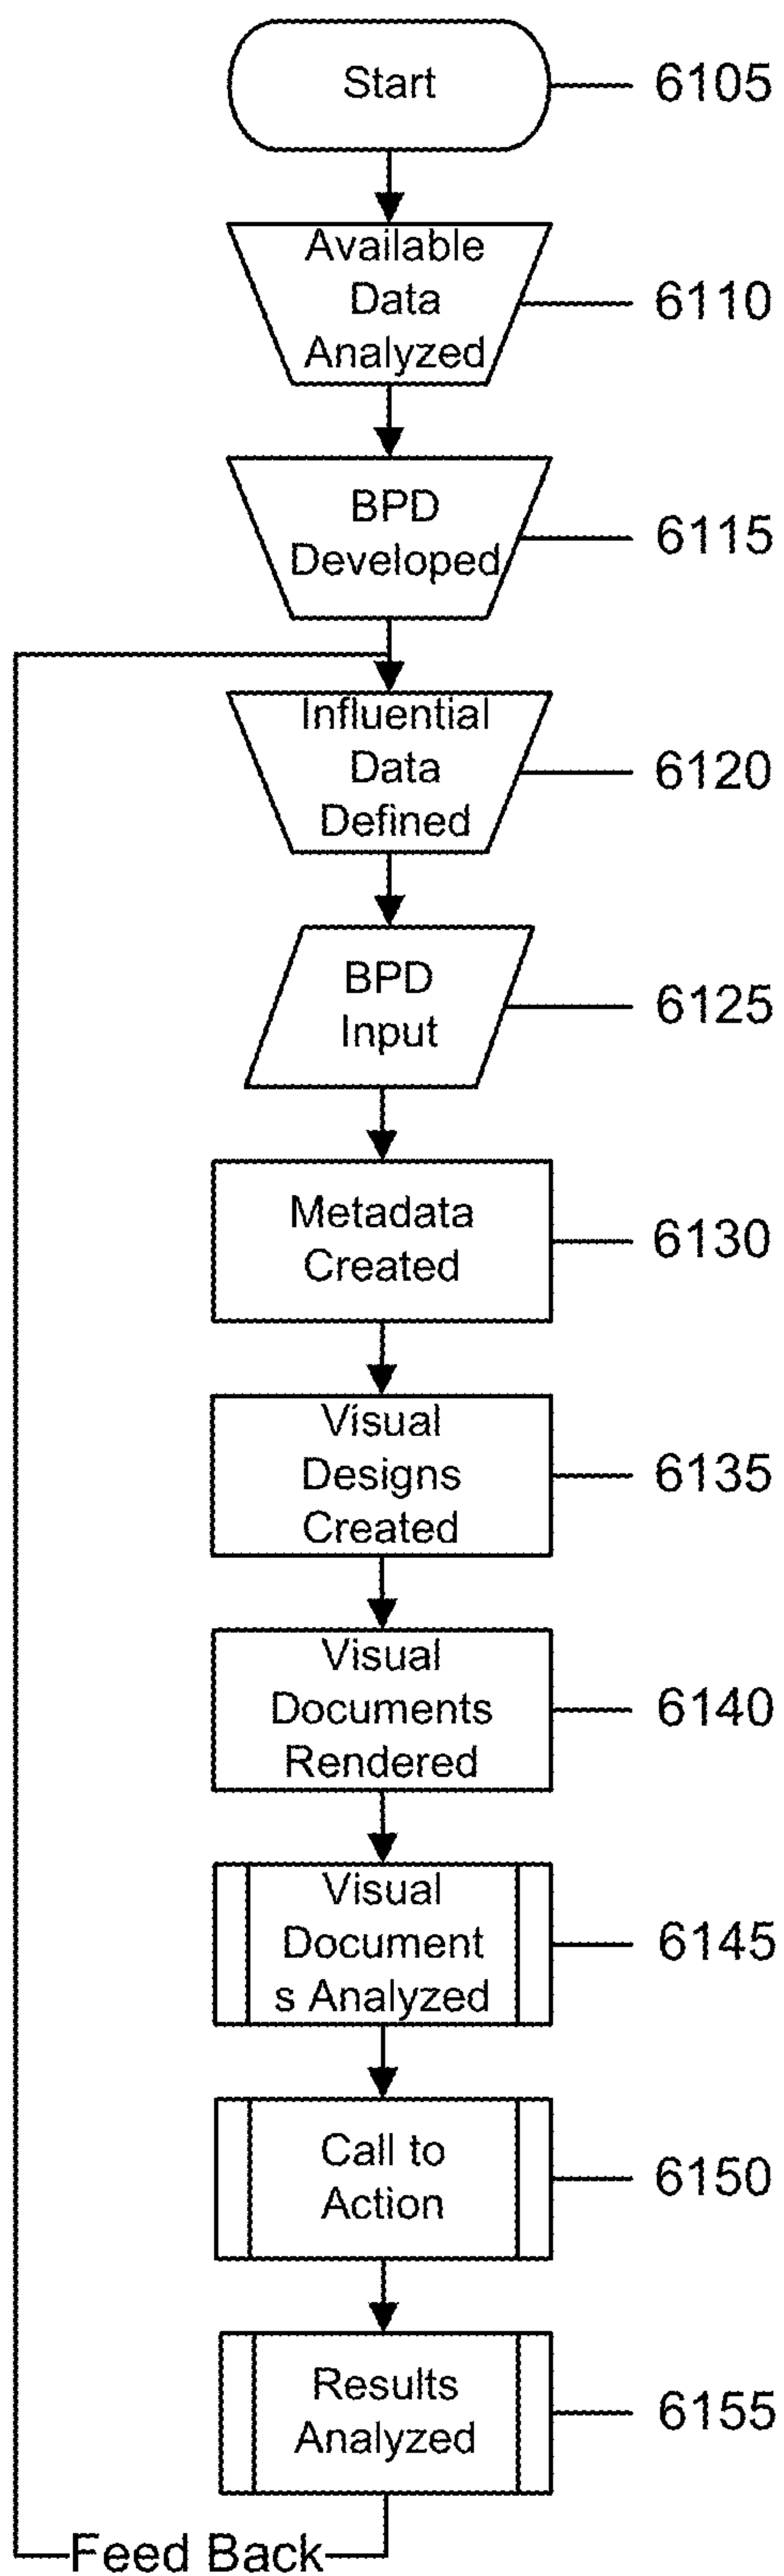 Start
6105
Available
Data
Analyzed
6110
BPD
Developed
6115
Influential
Data
Defined
6120
BPD
Input
6125
Metadata
Created
6130
Visual
Designs
Created
6135
Visual
Documents
Rendered
6140
Visual
Document
s Analyzed
6145
Call to
Action
6150
Results
Analyzed
6155
Feed Back